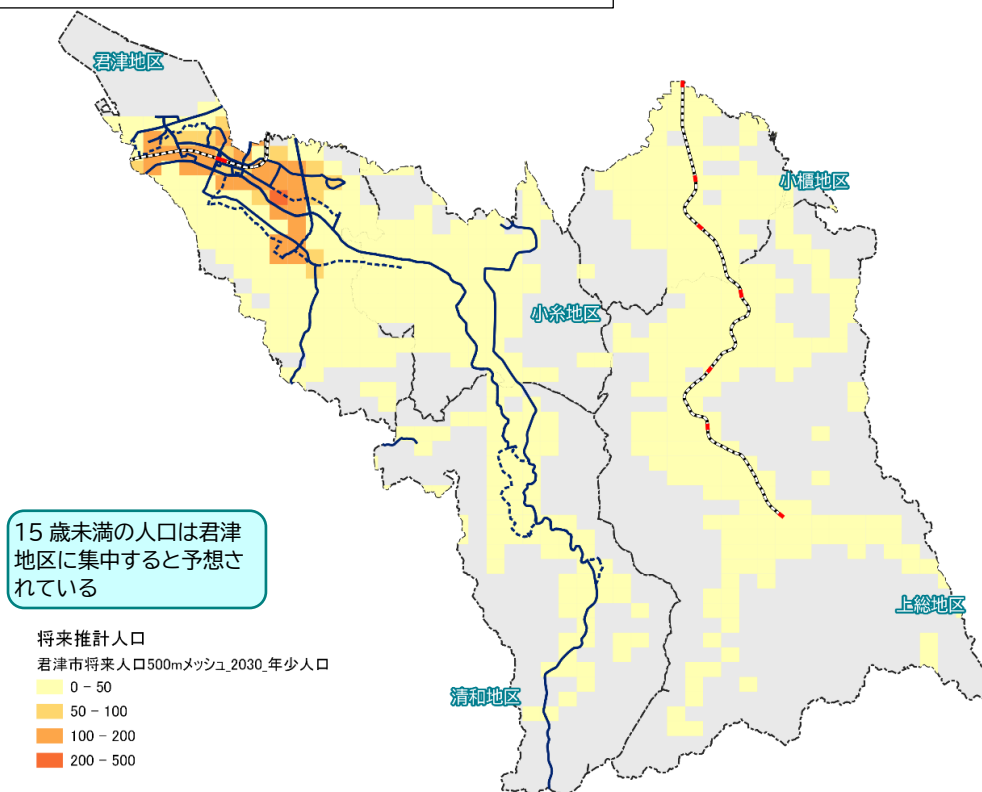 君津地区
小櫃地区
小糸地区
15歳未満の人口は君津
地区に集中すると予想さ
れている
上総地区
清和地区
将来推計人口
君津市将来人口500mメッシュ_2030_年少人口
0 - 50
50 - 100
100 - 200
200 - 500